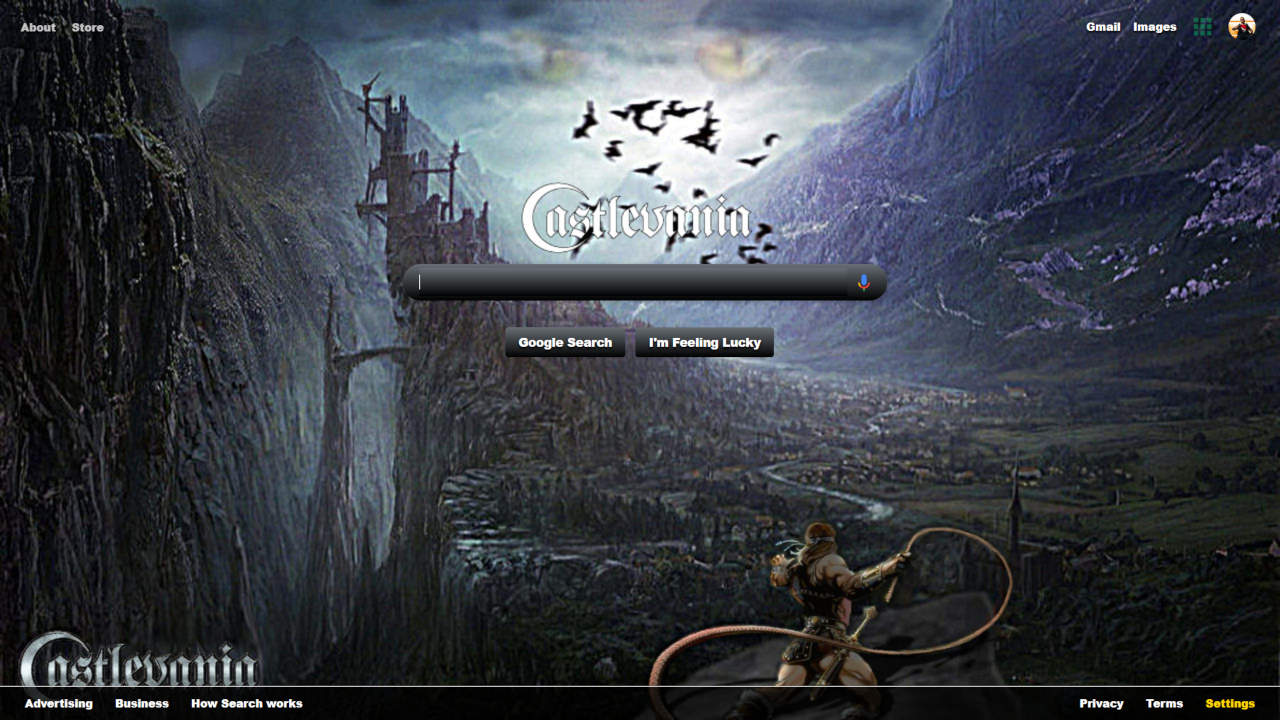 About Store
Gmail Images
Castlevania
Google Search I'm Feeling Lucky
Castlevania
Advertising Business How Search works
Privacy Terms Settings